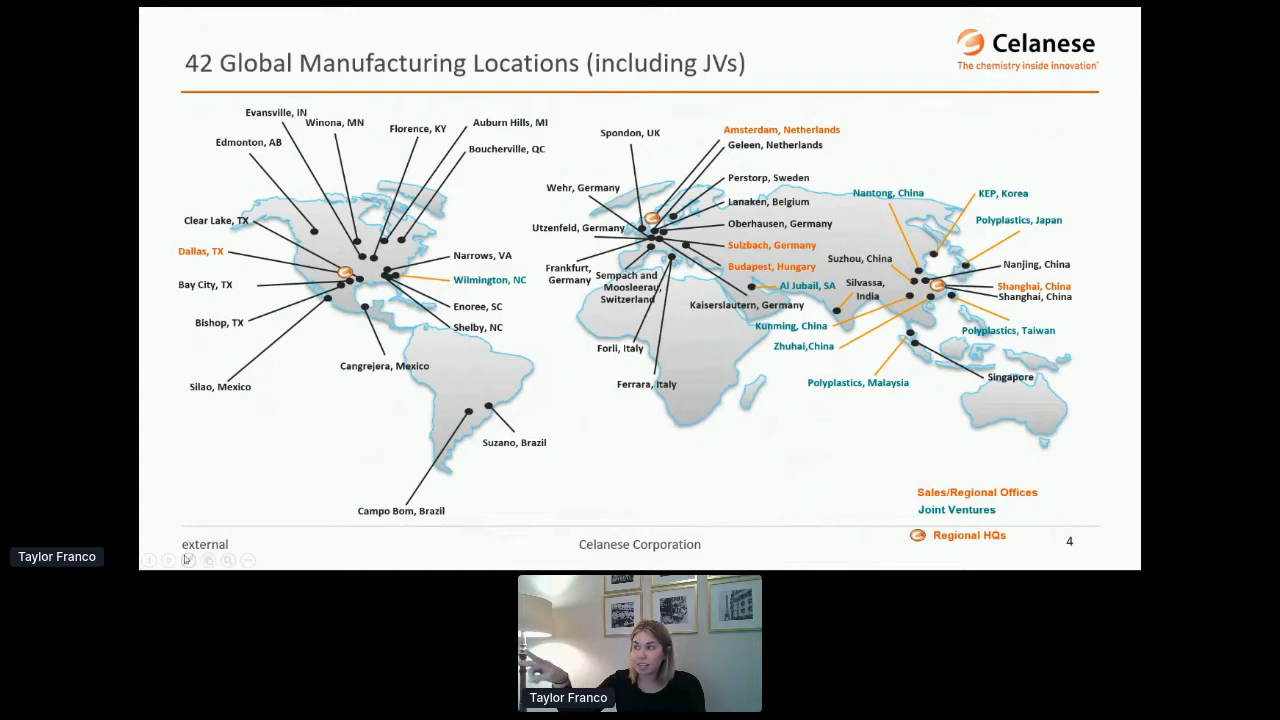 42 Global Manufacturing Locations (including JVs)
Celanese
The chemistry inside innovation™
Evansville, IN
Winona, MN
Florence, KY
Auburn Hills, MI
Edmonton, AB
Boucherville, QC
Clear Lake, TX
Dallas, TX
Bay City, TX
Bishop, TX
Silao, Mexico
Cangrejera, Mexico
Narrows, VA
Wilmington, NC
Enoree, SC
Shelby, NC
Suzano, Brazil
Campo Bom, Brazil
Spondon, UK
Amsterdam, Netherlands
Geleen, Netherlands
Wehr, Germany
Perstorp, Sweden
Lanaken, Belgium
Utzenfeld, Germany
Oberhausen, Germany
Sulzbach, Germany
Frankfurt,
Germany
Sempach and
Moosleerau,
Switzerland
Budapest, Hungary
Al Jubail, SA
Kaiserslautern, Germany
Forli, Italy
Ferrara, Italy
Nantong, China
KEP, Korea
Polyplastics, Japan
Suzhou, China
Silvassa,
India
Nanjing, China
Shanghai, China
Shanghai, China
Kunming, China
Zhuhai,China
Polyplastics, Taiwan
Polyplastics, Malaysia
Singapore
Sales/Regional Offices
Joint Ventures
Regional HQs
external
Celanese Corporation
4
Taylor Franco
Taylor Franco